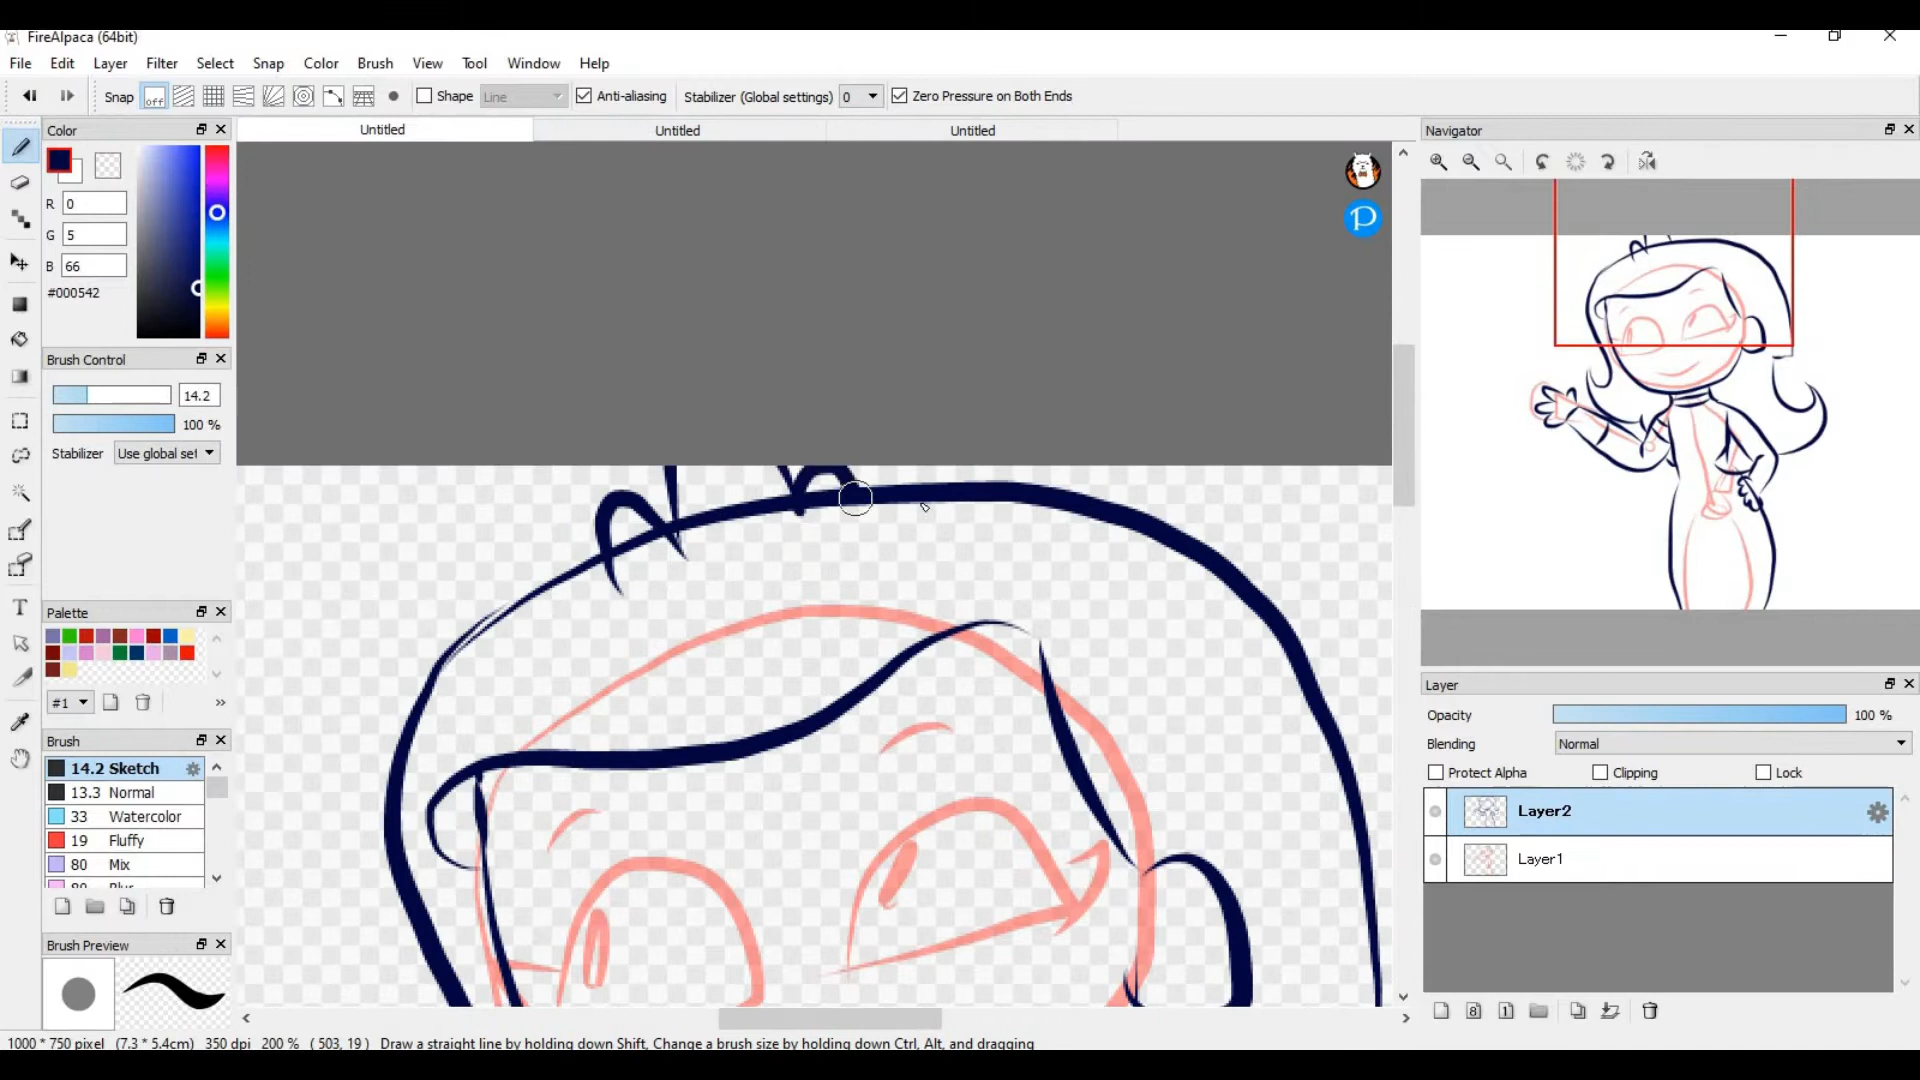 FireAlpaca (64bit)
File Edit Layer Filter Select Snap Color Brush View Tool Window Help
Snap off Shape Line Anti-aliasing Stabilizer (Global settings) 0 Zero Pressure on Both Ends
Color
Untitled Untitled Untitled
Navigator
R 0
G 5
B 66
#000542
P
Brush Control
14.2
100 %
Stabilizer Use global set
Palette
#1
Brush
14.2 Sketch
13.3 Normal
33 Watercolor
19 Fluffy
80 Mix
80 Blur
Brush Preview
Layer
Opacity 100 %
Blending Normal
Protect Alpha Clipping Lock
Layer2
Layer1
8 1
T
1000 * 750 pixel (7.3 * 5.4cm) 350 dpi 200 % ( 503, 19 ) Draw a straight line by holding down Shift, Change a brush size by holding down Ctrl, Alt, and dragging